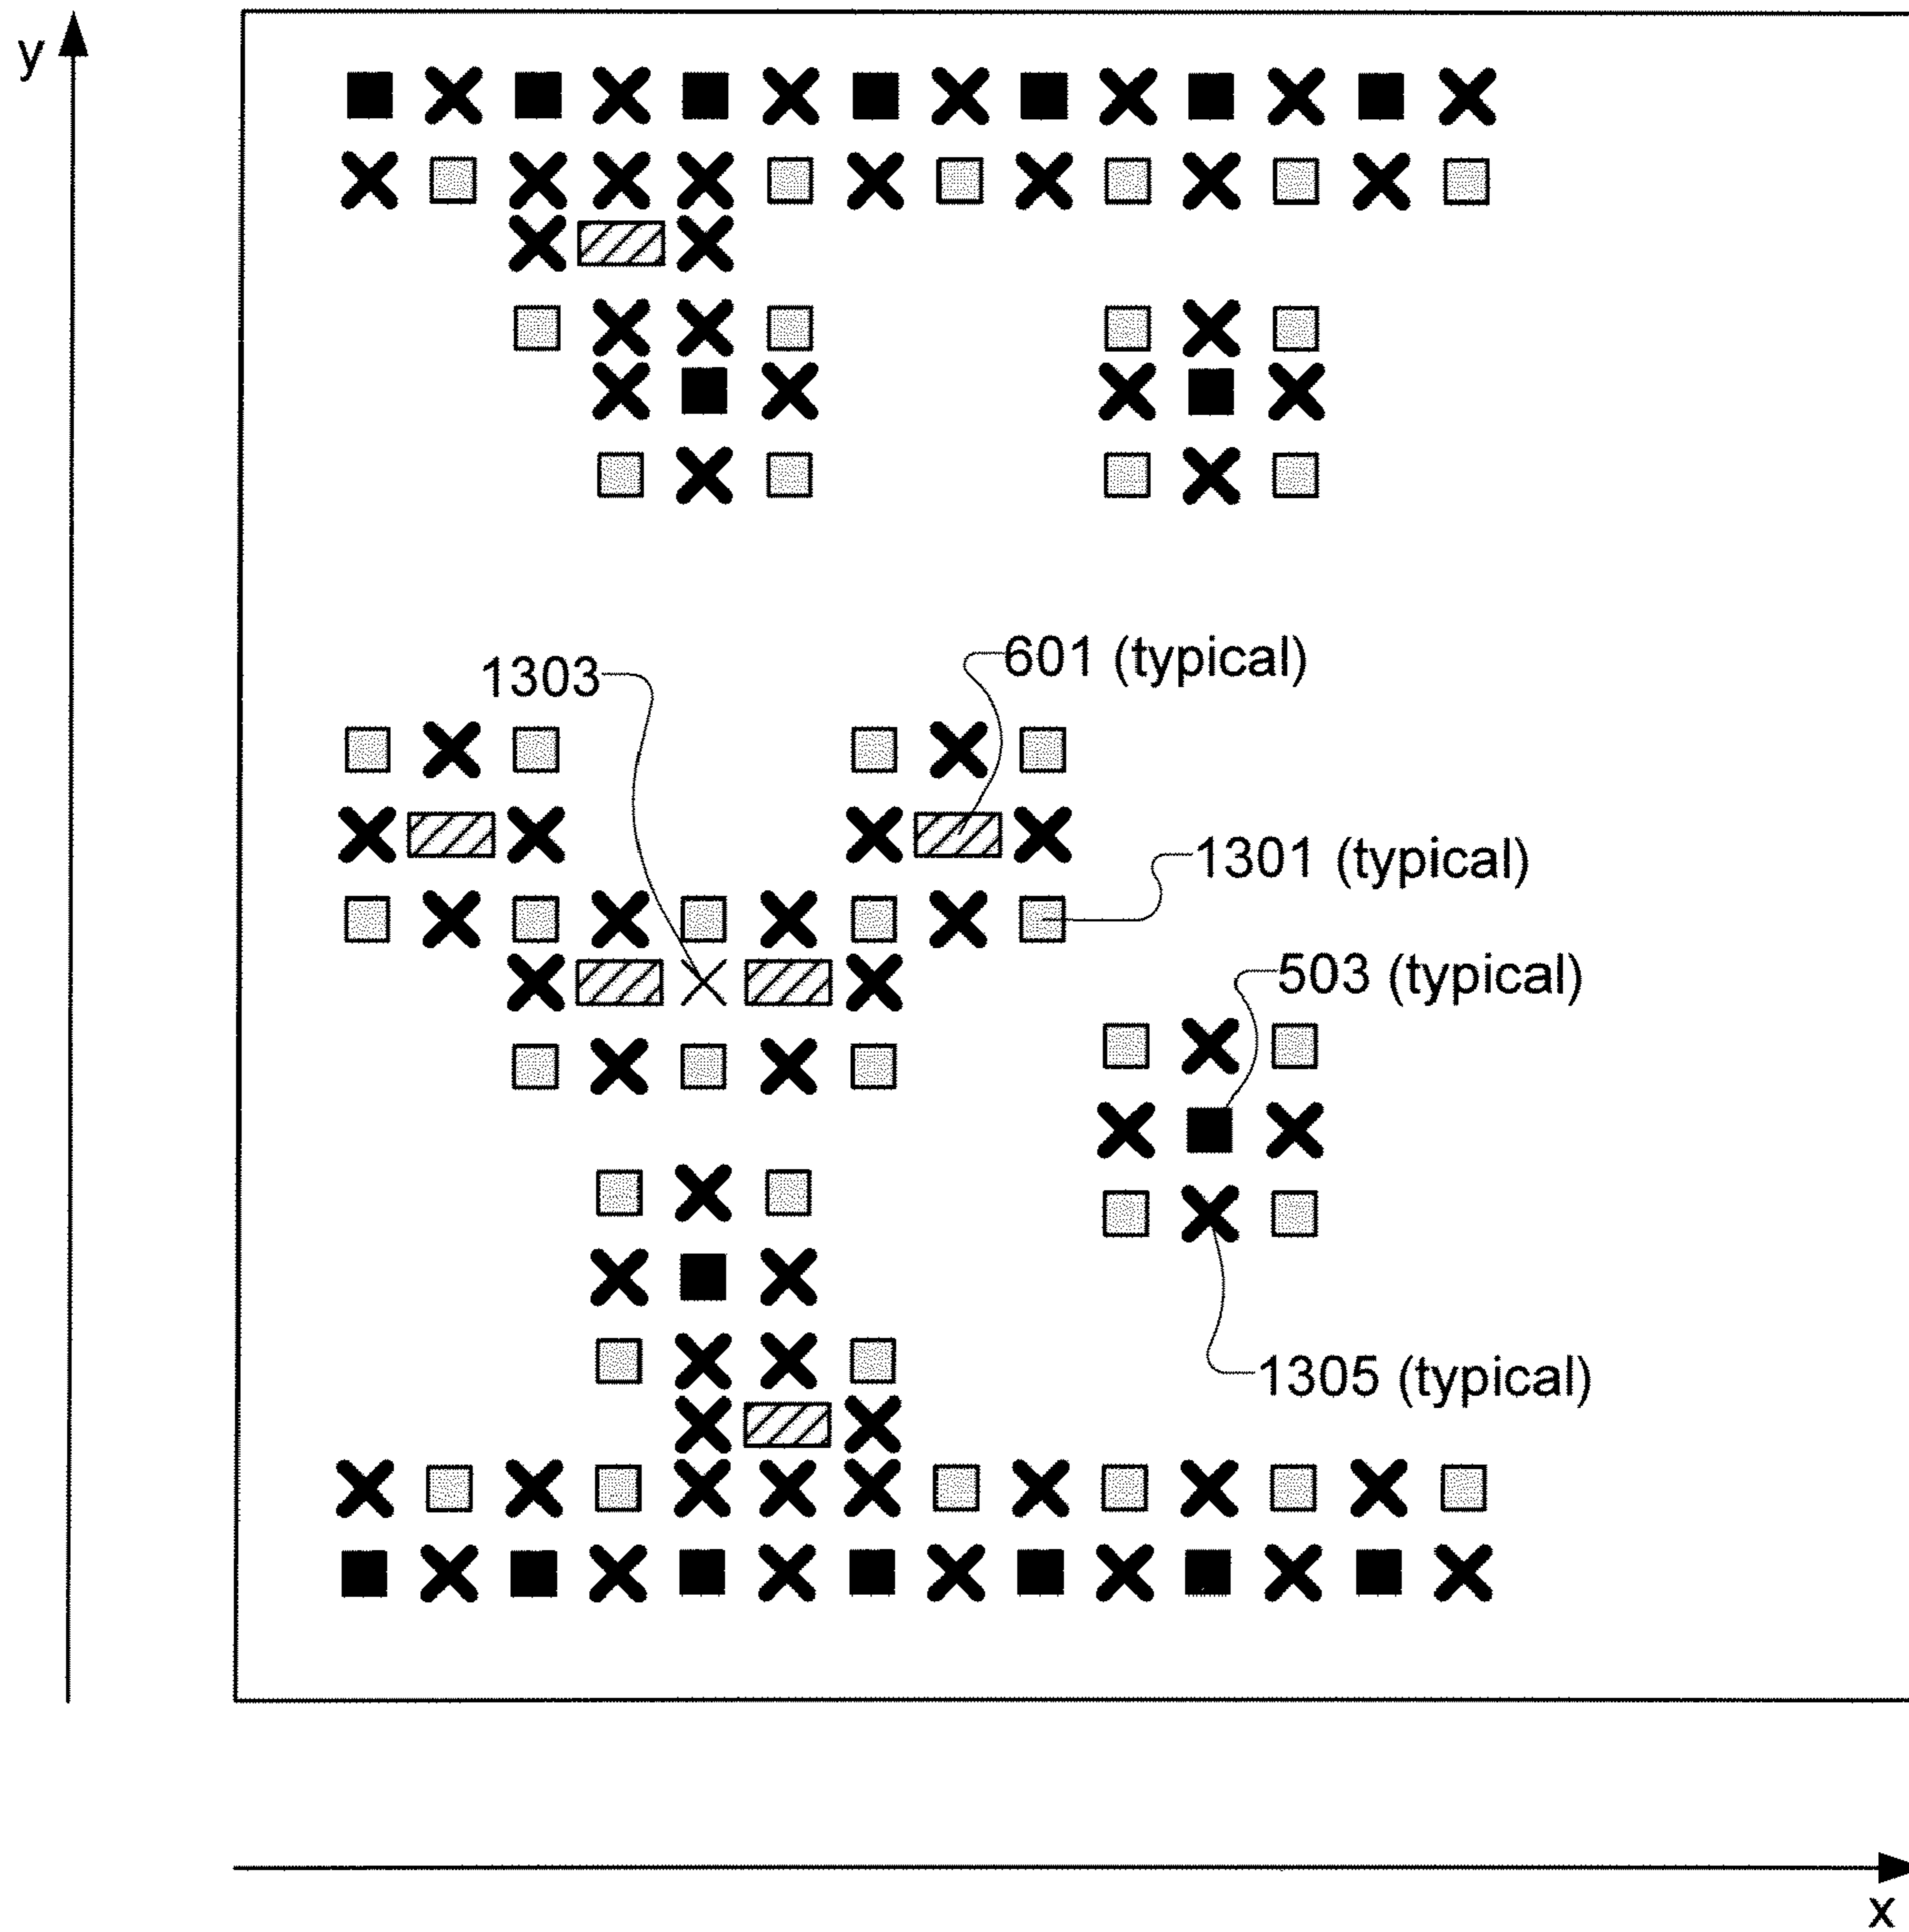 y
601 (typical)
1303
1301 (typical)
503 (typical)
1305 (typical)
x